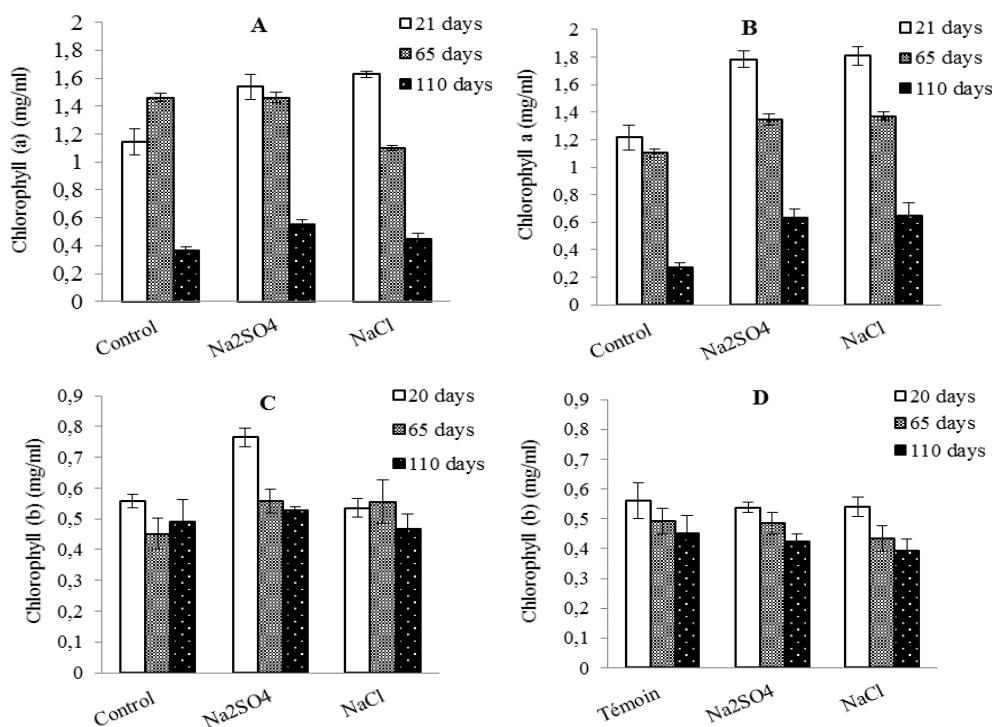 A
Chlorophyll (a) (mg/ml)
2
1,8
1,6
1,4
1,2
1
0,8
0,6
0,4
0,2
0
21 days
65 days
110 days
Control
Na2SO4
NaCl
B
Chlorophyll a (mg/ml)
2
1,8
1,6
1,4
1,2
1
0,8
0,6
0,4
0,2
0
21 days
65 days
110 days
Control
Na2SO4
NaCl
C
Chlorophyll (b) (mg/ml)
0,9
0,8
0,7
0,6
0,5
0,4
0,3
0,2
0,1
0
20 days
65 days
110 days
Control
Na2SO4
NaCl
D
Chlorophyll (b) (mg/ml)
0,9
0,8
0,7
0,6
0,5
0,4
0,3
0,2
0,1
0
20 days
65 days
110 days
Témoin
Na2SO4
NaCl